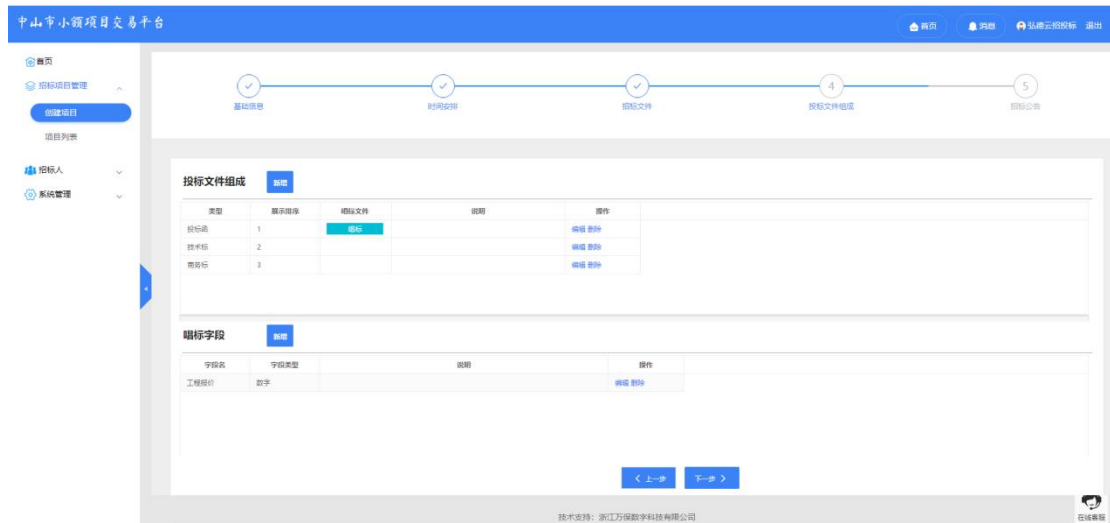 中山市小额项目交易平台
首页 消息 弘德云招投标 退出
首页
招标项目管理
创建项目
项目列表
招标人
系统管理
4 5
基础信息 时间安排 招标文件 投标文件组成 招标公告
投标文件组成 新增
类型 展示排序 唱标文件 说明 操作
投标函 1 唱标 编辑 删除
技术标 2 编辑 删除
商务标 3 编辑 删除
唱标字段 新增
字段名 字段类型 说明 操作
工程报价 数字 编辑 删除
上一步 下一步
技术支持：浙江万保数字科技有限公司
在线客服